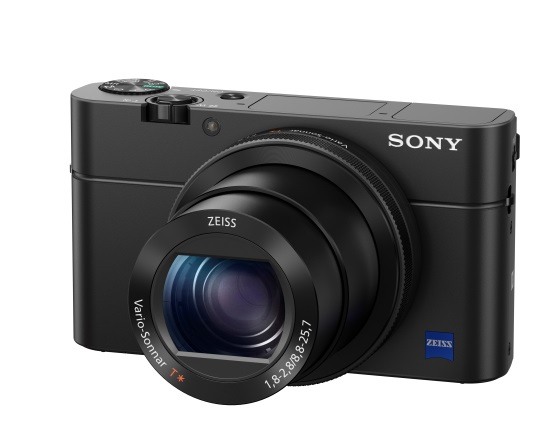 SONY
ZEISS
Vario-Sonnar T*
1,8-2,8/8,8-25,7
ZEISS